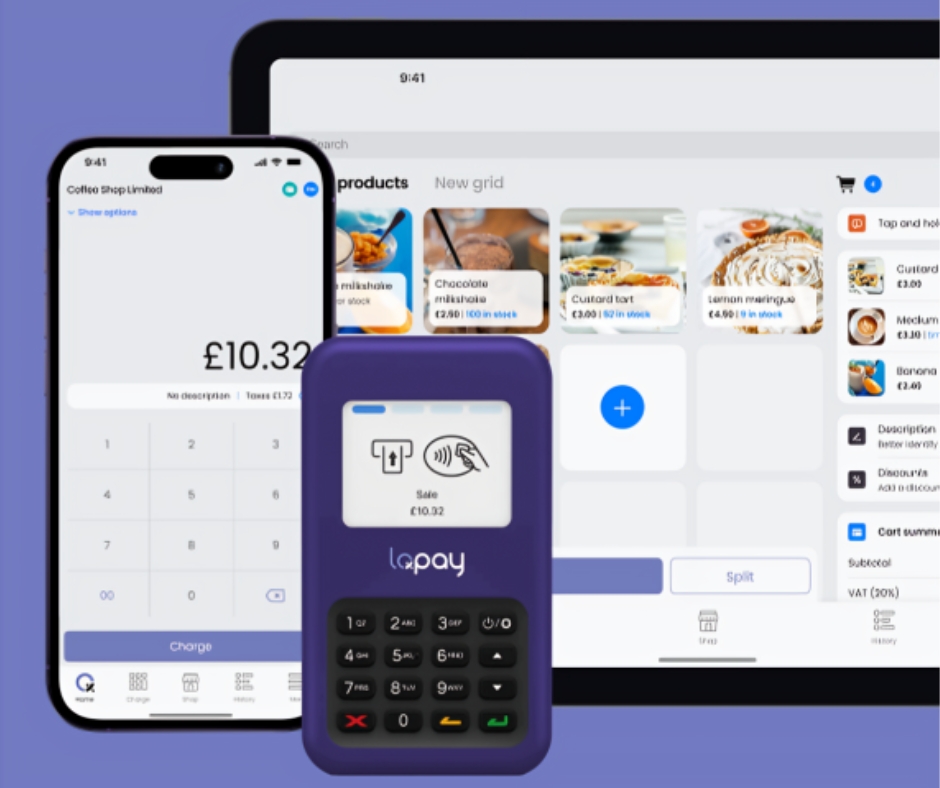 9:41
Coffee Shop Limited
Show options
£10.32
No description | Taxes £1.72
1 2 3
4 5 6
7 8 9
00 0
Charge
Home Charge Shop History
9:41
Search
products New grid
4
milkshake
or stock
Chocolate
milkshake
£2.50 | 100 in stock
Custard tart
£3.00 | 52 in stock
Lemon meringue
£4.50 | 9 in stock
Tap and hol
Custard
£3.00
Medium
Banana
£2.40
Description
Better identify
Discounts
Add a discoun
Cart summ
Subtotal
VAT (20%)
Split
Shop History
Sale
£10.32
lopay
1 QZ 2 ABC 3 DEF
4 GHI 5 JKL 6 MNO
7 PRS 8 TUV 9 WXY
0